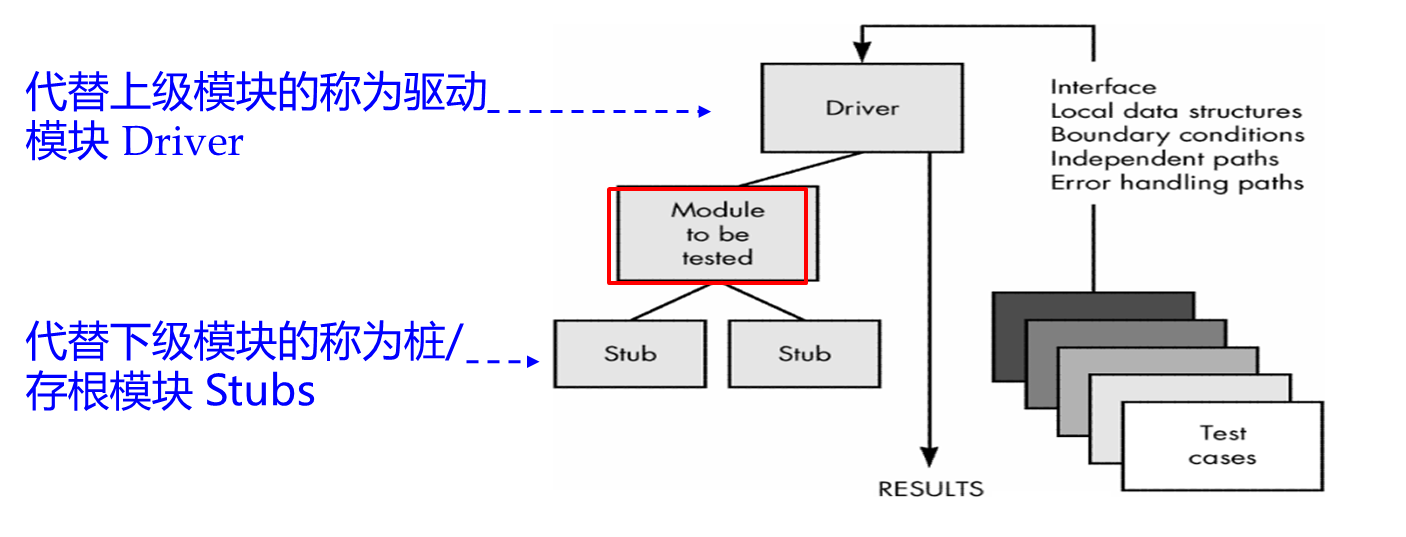 代替上级模块的称为驱动
模块 Driver
代替下级模块的称为桩/
存根模块 Stubs
Driver
Module
to be
tested
Stub
Stub
RESULTS
Interface
Local data structures
Boundary conditions
Independent paths
Error handling paths
Test
cases